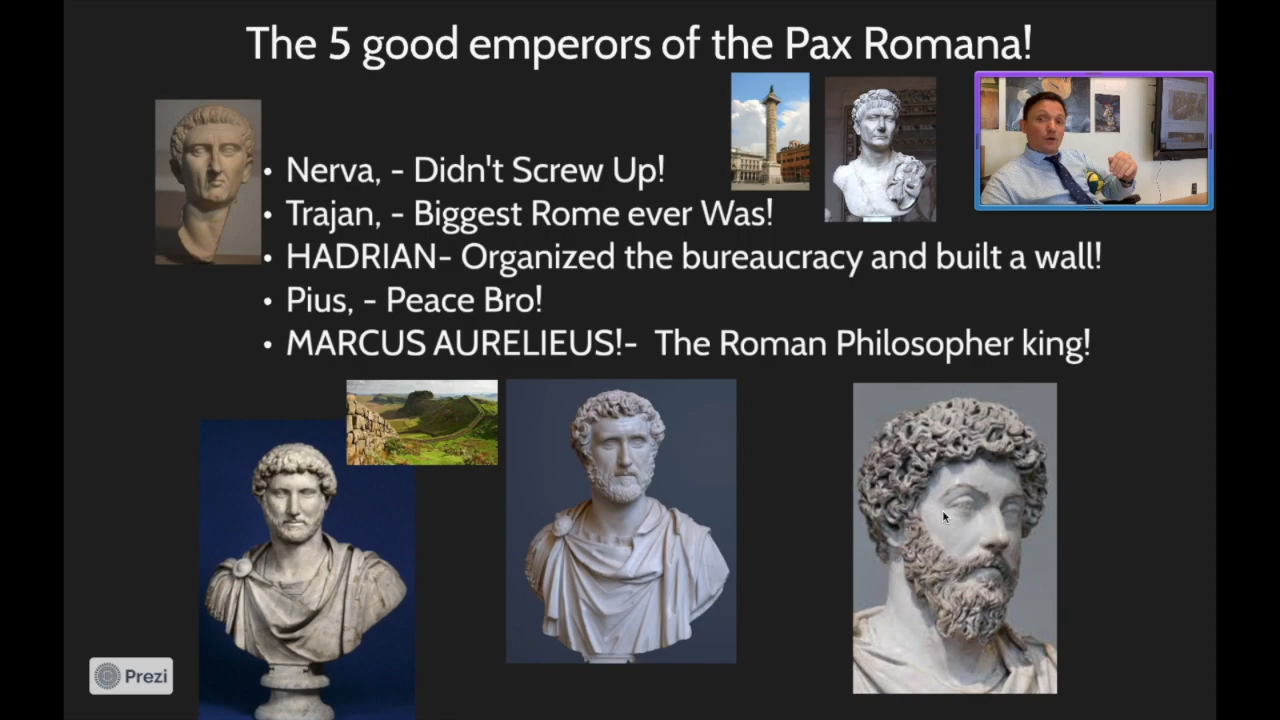 The 5 good emperors of the Pax Romana!
• Nerva, - Didn't Screw Up!
• Trajan, - Biggest Rome ever Was!
• HADRIAN- Organized the bureaucracy and built a wall!
• Pius, - Peace Bro!
• MARCUS AURELIEUS!- The Roman Philosopher king!
Prezi